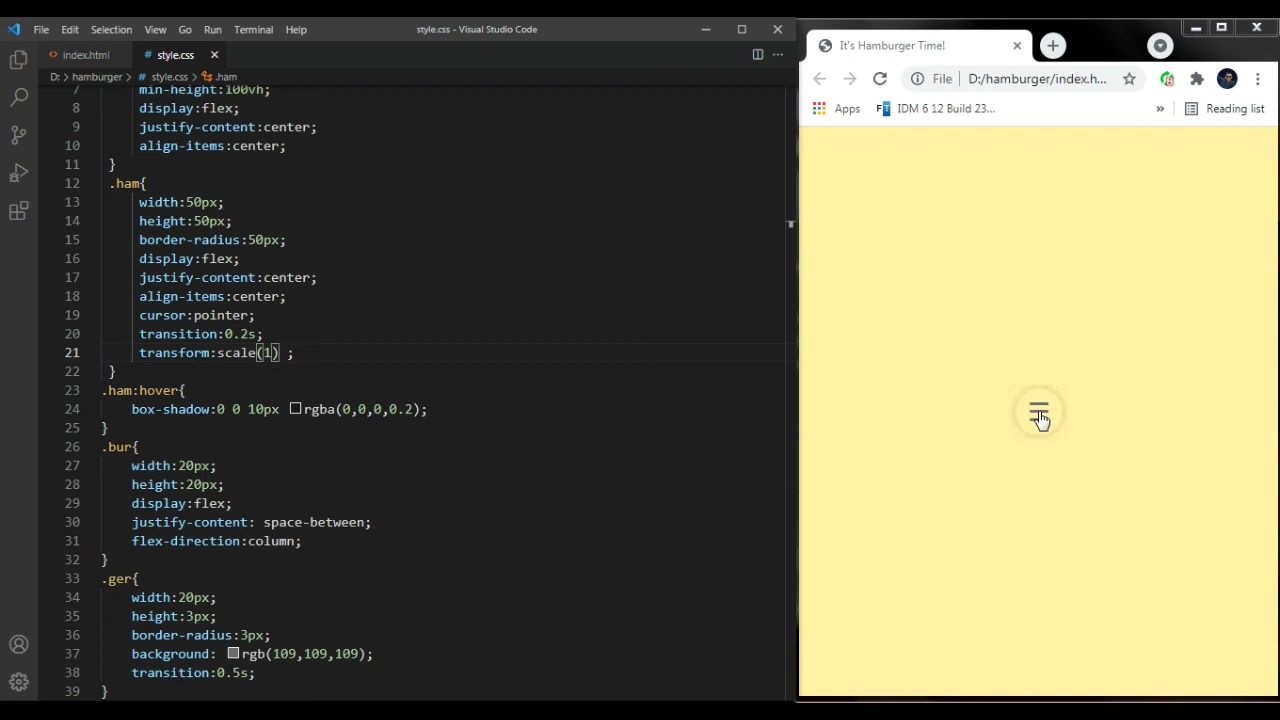 File Edit Selection View Go Run Terminal Help
style.css - Visual Studio Code
index.html
style.css
D: > hamburger > style.css > .ham
7 min-height:100vh;
8 display:flex;
9 justify-content:center;
10 align-items:center;
11 }
12 .ham{
13 width:50px;
14 height:50px;
15 border-radius:50px;
16 display:flex;
17 justify-content:center;
18 align-items:center;
19 cursor:pointer;
20 transition:0.2s;
21 transform:scale(1) ;
22 }
23 .ham:hover{
24 box-shadow:0 0 10px rgba(0,0,0,0.2);
25 }
26 .bur{
27 width:20px;
28 height:20px;
29 display:flex;
30 justify-content: space-between;
31 flex-direction:column;
32 }
33 .ger{
34 width:20px;
35 height:3px;
36 border-radius:3px;
37 background: rgb(109,109,109);
38 transition:0.5s;
39 }
It's Hamburger Time!
File D:/hamburger/index.h...
Apps
FT IDM 6 12 Build 23...
» Reading list